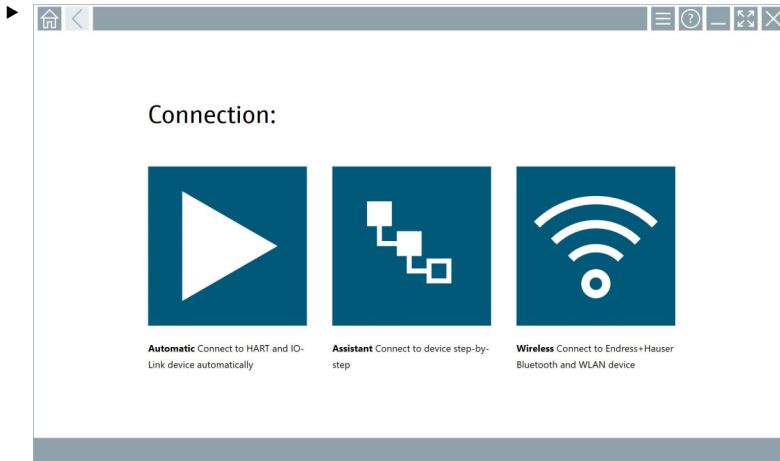 Connection:
Automatic Connect to HART and IO-
Link device automatically
Assistant Connect to device step-by-
step
Wireless Connect to Endress+Hauser
Bluetooth and WLAN device